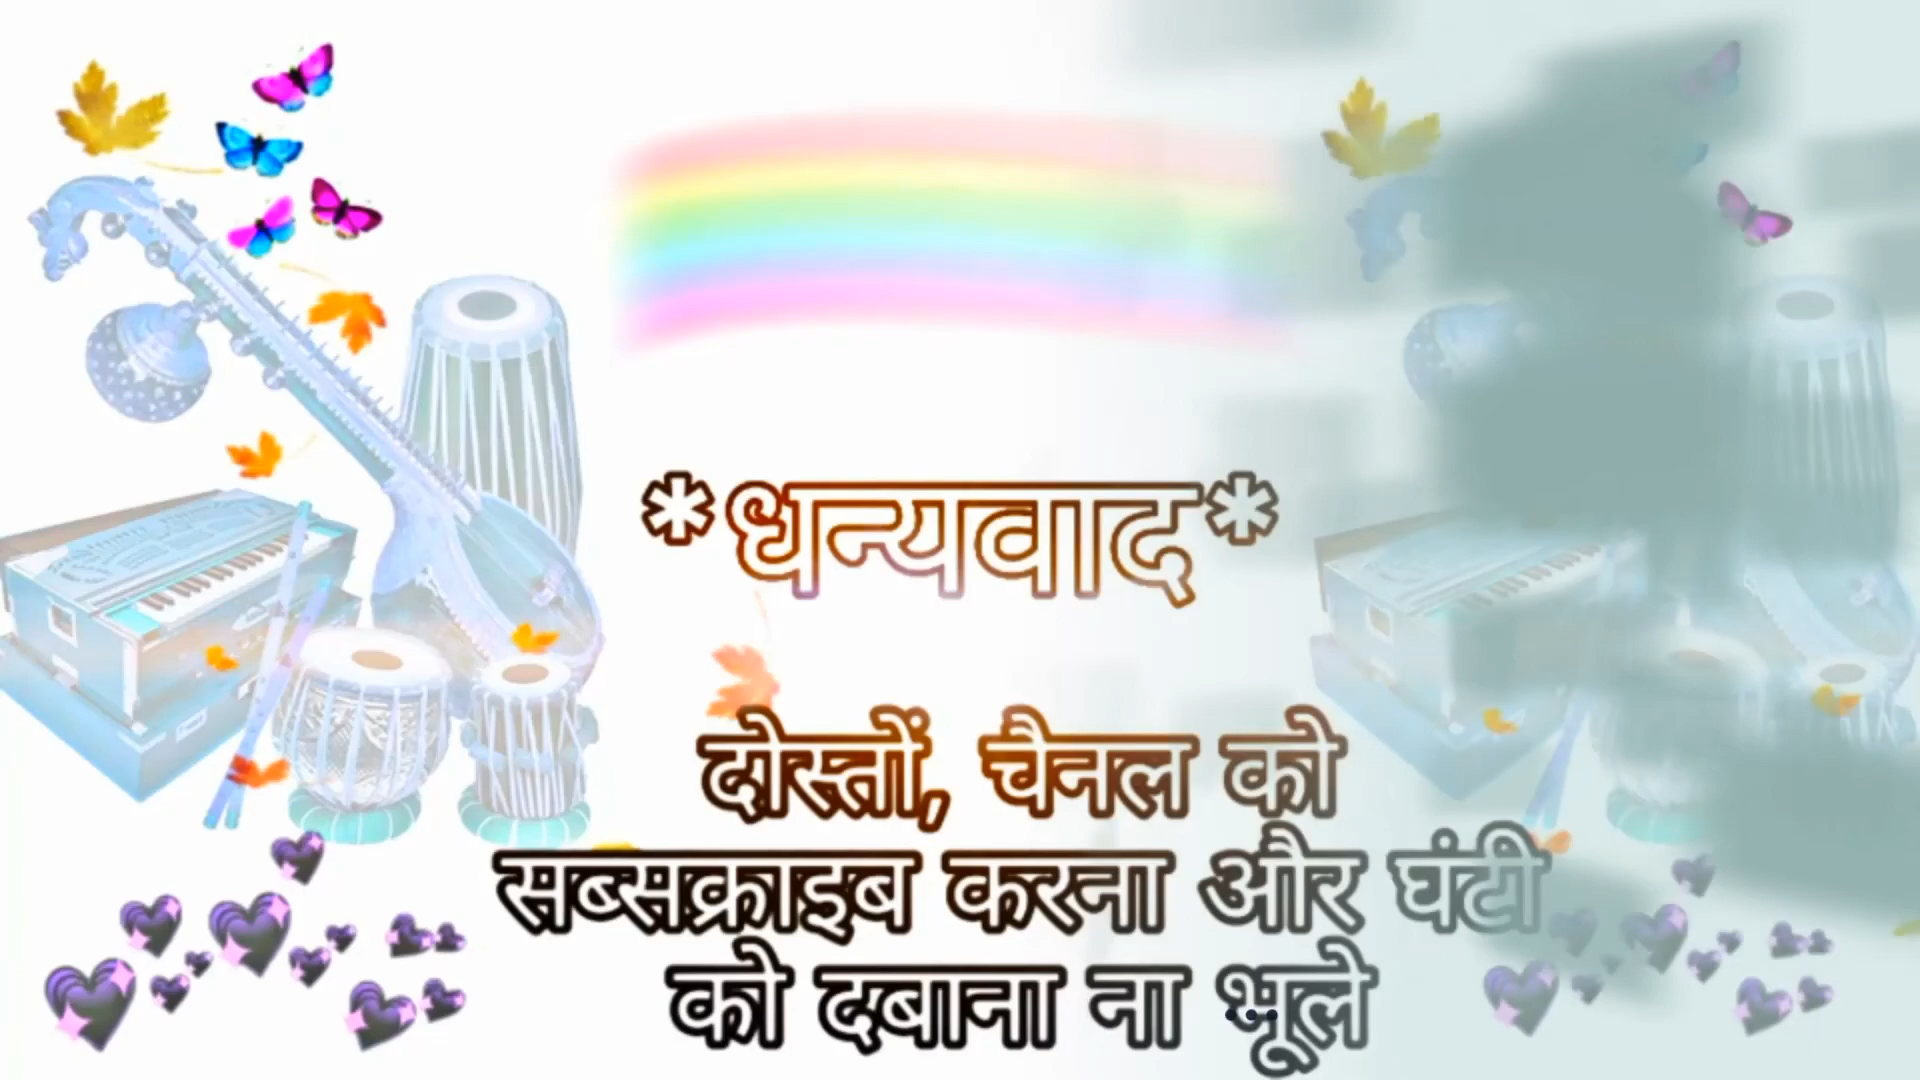 *धन्यवाद*
दोस्तों, चैनल को
सब्सक्राइब करना और घंटी
को दबाना ना भूले